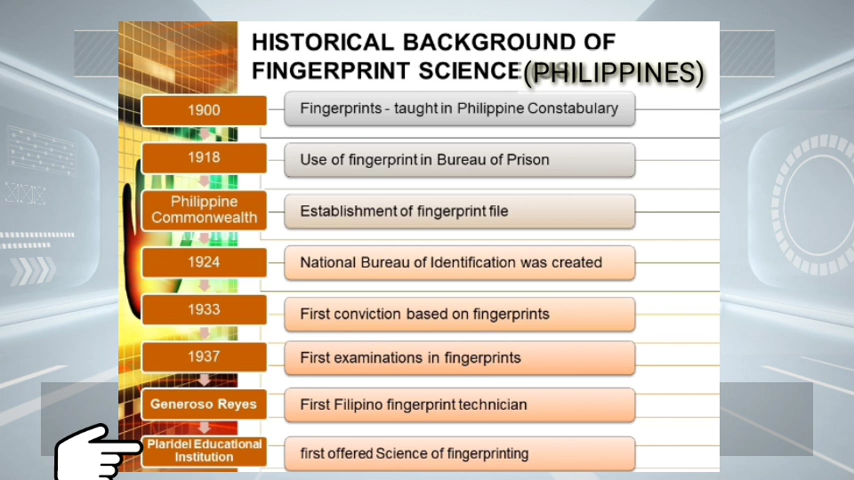 HISTORICAL BACKGROUND OF
FINGERPRINT SCIENCE (PHILIPPINES)
1900
Fingerprints - taught in Philippine Constabulary
1918
Use of fingerprint in Bureau of Prison
Philippine
Commonwealth
Establishment of fingerprint file
1924
National Bureau of Identification was created
1933
First conviction based on fingerprints
1937
First examinations in fingerprints
Generoso Reyes
First Filipino fingerprint technician
Plaridel Educational
Institution
first offered Science of fingerprinting